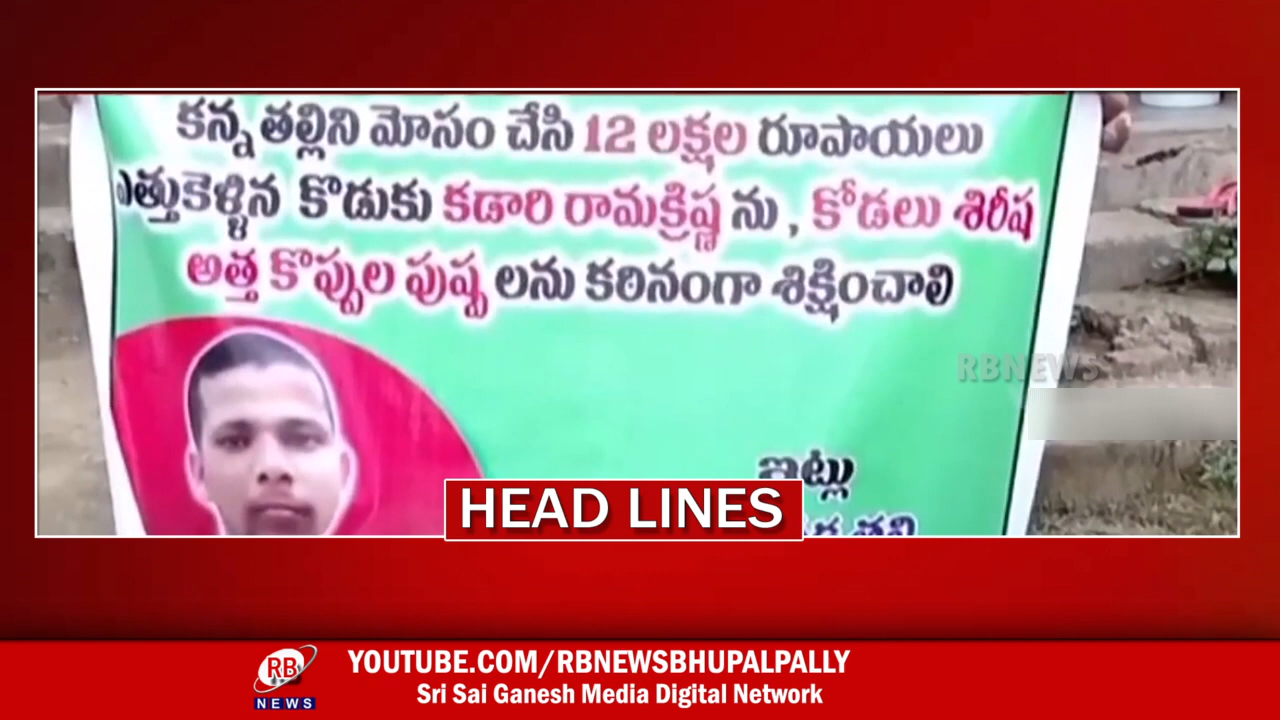 కన్న తల్లిని మోసం చేసి 12 లక్షల రూపాయలు
ఎత్తుకెళ్ళిన కొడుకు కడారి రామక్రిష్ణ ను , కోడలు శిరీష
అత్త కొప్పుల పుష్ప లను కఠినంగా శిక్షించాలి
RBNEWS
ఇట్లు
HEAD LINES
RB
NEWS
YOUTUBE.COM/RBNEWSBHUPALPALLY
Sri Sai Ganesh Media Digital Network